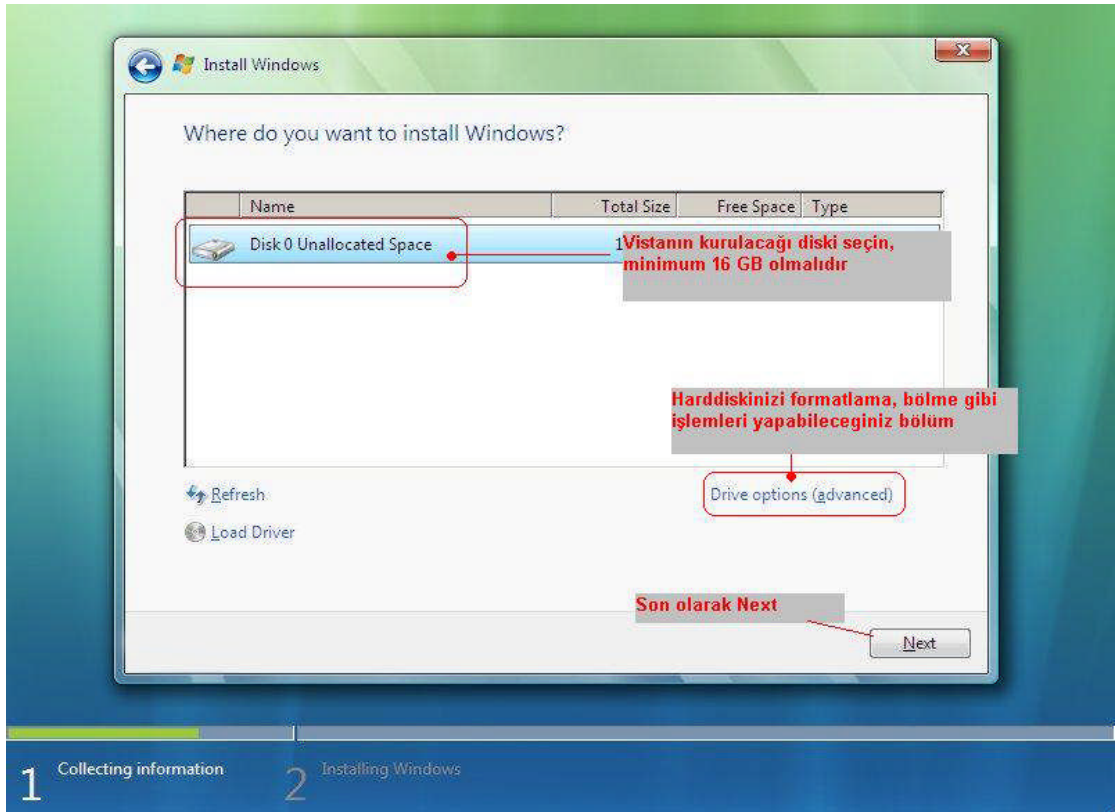 Install Windows
Where do you want to install Windows?
Name Total Size Free Space Type
Disk 0 Unallocated Space
Vistanın kurulacağı diski seçin,
minimum 16 GB olmalıdır
Harddiskinizi formatlama, bölme gibi
işlemleri yapabileceginiz bölüm
Refresh
Drive options (advanced)
Load Driver
Son olarak Next
Next
1 Collecting information
2 Installing Windows